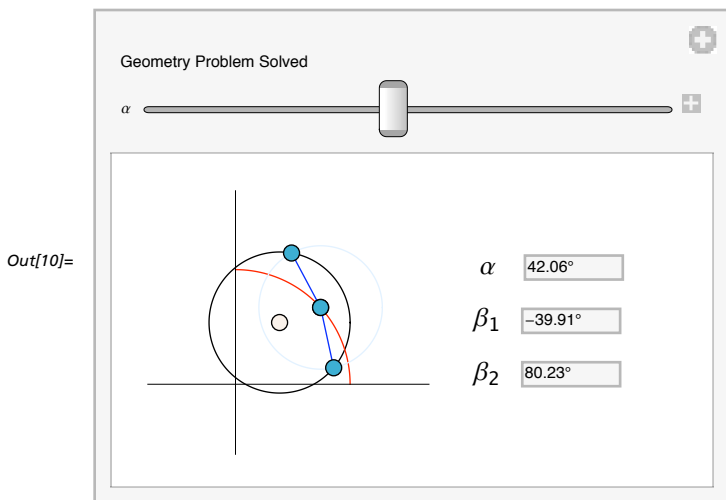 Geometry Problem Solved
α
Out[10]=
α 42.06°
β₁ −39.91°
β₂ 80.23°